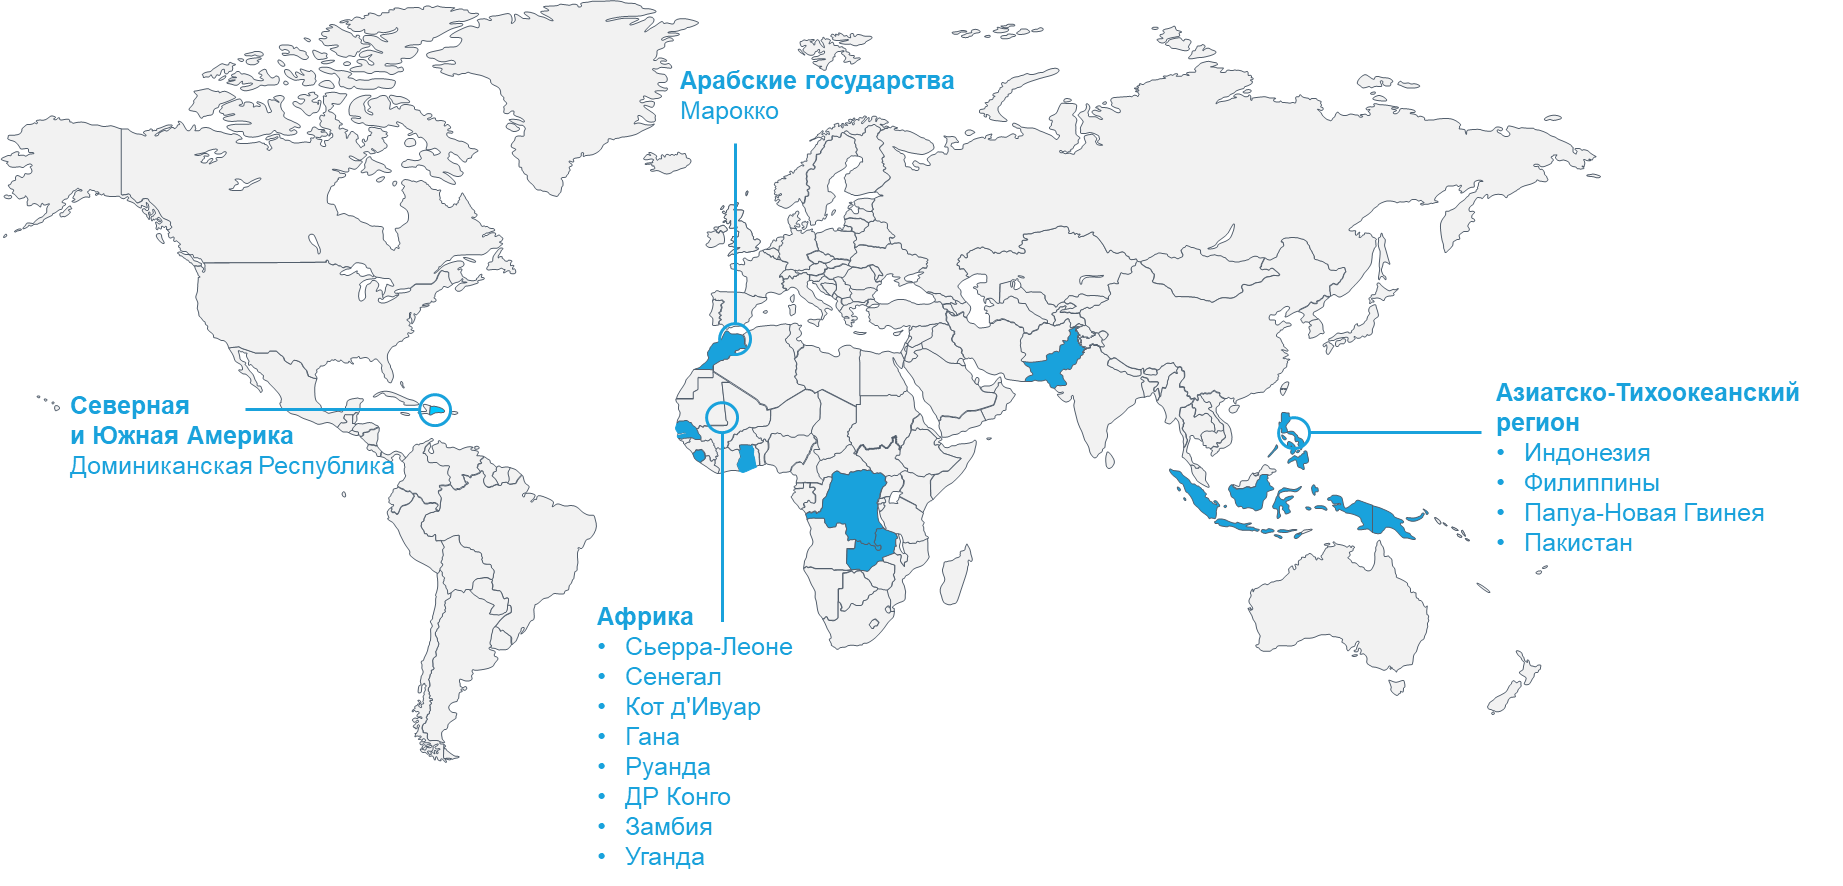 Арабские государства
Марокко
Северная
и Южная Америка
Доминиканская Республика
Азиатско-Тихоокеанский
регион
• Индонезия
• Филиппины
• Папуа-Новая Гвинея
• Пакистан
Африка
• Сьерра-Леоне
• Сенегал
• Кот д'Ивуар
• Гана
• Руанда
• ДР Конго
• Замбия
• Уганда